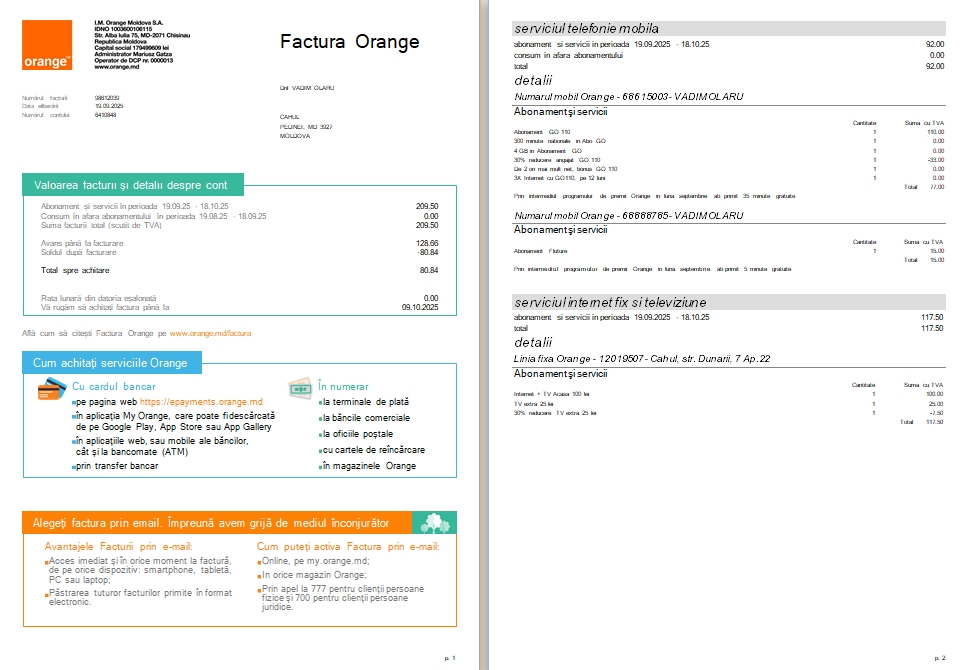 orange™
I.M. Orange Moldova S.A.
IDNO 1003600106115
Str. Alba Iulia 75, MD-2071 Chisinau
Republica Moldova
Capital social 179499609 lei
Administrator Mariusz Gatza
Operator de DCP nr. 0000013
www.orange.md
Factura Orange
Numărul facturii 98612039
Data eliberării 19.09.2025
Numărul contului 6410848
Dnl VADIM OLARU
CAHUL
PELINEI, MD 3927
MOLDOVA
Valoarea facturii şi detalii despre cont
Abonament şi servicii în perioada 19.09.25 - 18.10.25 209.50
Consum în afara abonamentului în perioada 19.08.25 - 18.09.25 0.00
Suma facturii total (scutit de TVA) 209.50
Avans până la facturare 128.66
Soldul după facturare -80.84
Total spre achitare 80.84
Rata lunară din datoria eşalonată 0.00
Vă rugăm să achitaţi factura până la 09.10.2025
Află cum să citeşti Factura Orange pe www.orange.md/factura
Cum achitaţi serviciile Orange
Cu cardul bancar
pe pagina web https://epayments.orange.md
în aplicaţia My Orange, care poate fi descărcată
de pe Google Play, App Store sau App Gallery
în aplicaţiile web, sau mobile ale băncilor,
cât şi la bancomate (ATM)
prin transfer bancar
În numerar
la terminale de plată
la băncile comerciale
la oficiile poştale
cu cartele de reîncărcare
în magazinele Orange
Alegeţi factura prin email. Împreună avem grijă de mediul înconjurător
Avantajele Facturii prin e-mail:
Acces imediat şi în orice moment la factură,
de pe orice dispozitiv: smartphone, tabletă,
PC sau laptop;
Păstrarea tuturor facturilor primite în format
electronic.
Cum puteţi activa Factura prin e-mail:
Online, pe my.orange.md;
In orice magazin Orange;
Prin apel la 777 pentru clienţii persoane
fizice si 700 pentru clienţii persoane
juridice.
p. 1
serviciul telefonie mobila
abonament si servicii in perioada 19.09.2025 - 18.10.25 92.00
consum in afara abonamentului 0.00
total 92.00
detalii
Numarul mobil Orange - 68615003 - VADIM OLARU
Abonament şi servicii
Cantitate Suma cu TVA
Abonament GO 110 1 110.00
300 minute nationale in Abo GO 1 0.00
4 GB in Abonament GO 1 0.00
30% reducere angajat GO 110 1 -33.00
De 2 ori mai mult net, bonus GO 110 1 0.00
3X Internet cu GO110, pe 12 luni 1 0.00
Total 77.00
Prin intermediul programului de premii Orange in luna septembrie ati primit 35 minute gratuite
Numarul mobil Orange - 68888785 - VADIM OLARU
Abonament şi servicii
Cantitate Suma cu TVA
Abonament Fluture 1 15.00
Total 15.00
Prin intermediul programului de premii Orange in luna septembrie ati primit 5 minute gratuite
serviciul internet fix si televiziune
abonament si servicii in perioada 19.09.2025 - 18.10.25 117.50
total 117.50
detalii
Linia fixa Orange - 12019507 - Cahul, str. Dunarii, 7 Ap.22
Abonament şi servicii
Cantitate Suma cu TVA
Internet + TV Acasa 100 lei 1 100.00
TV extra 25 lei 1 25.00
30% reducere TV extra 25 lei 1 -7.50
Total 117.50
p. 2